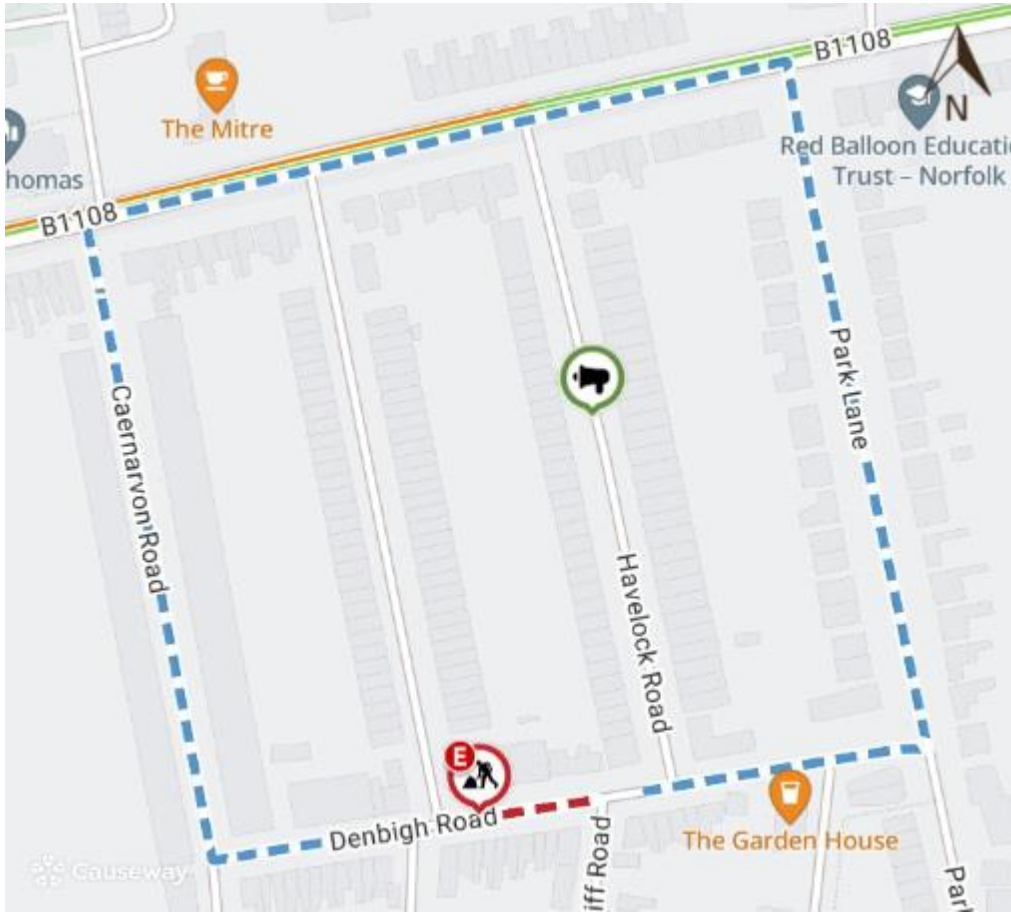 B1108
The Mitre
N
Red Balloon Educati
Trust – Norfolk
homas
B1108
Park Lane
Caernarvon Road
Havelock Road
E
Denbigh Road
The Garden House
iff Road
Par
Causeway